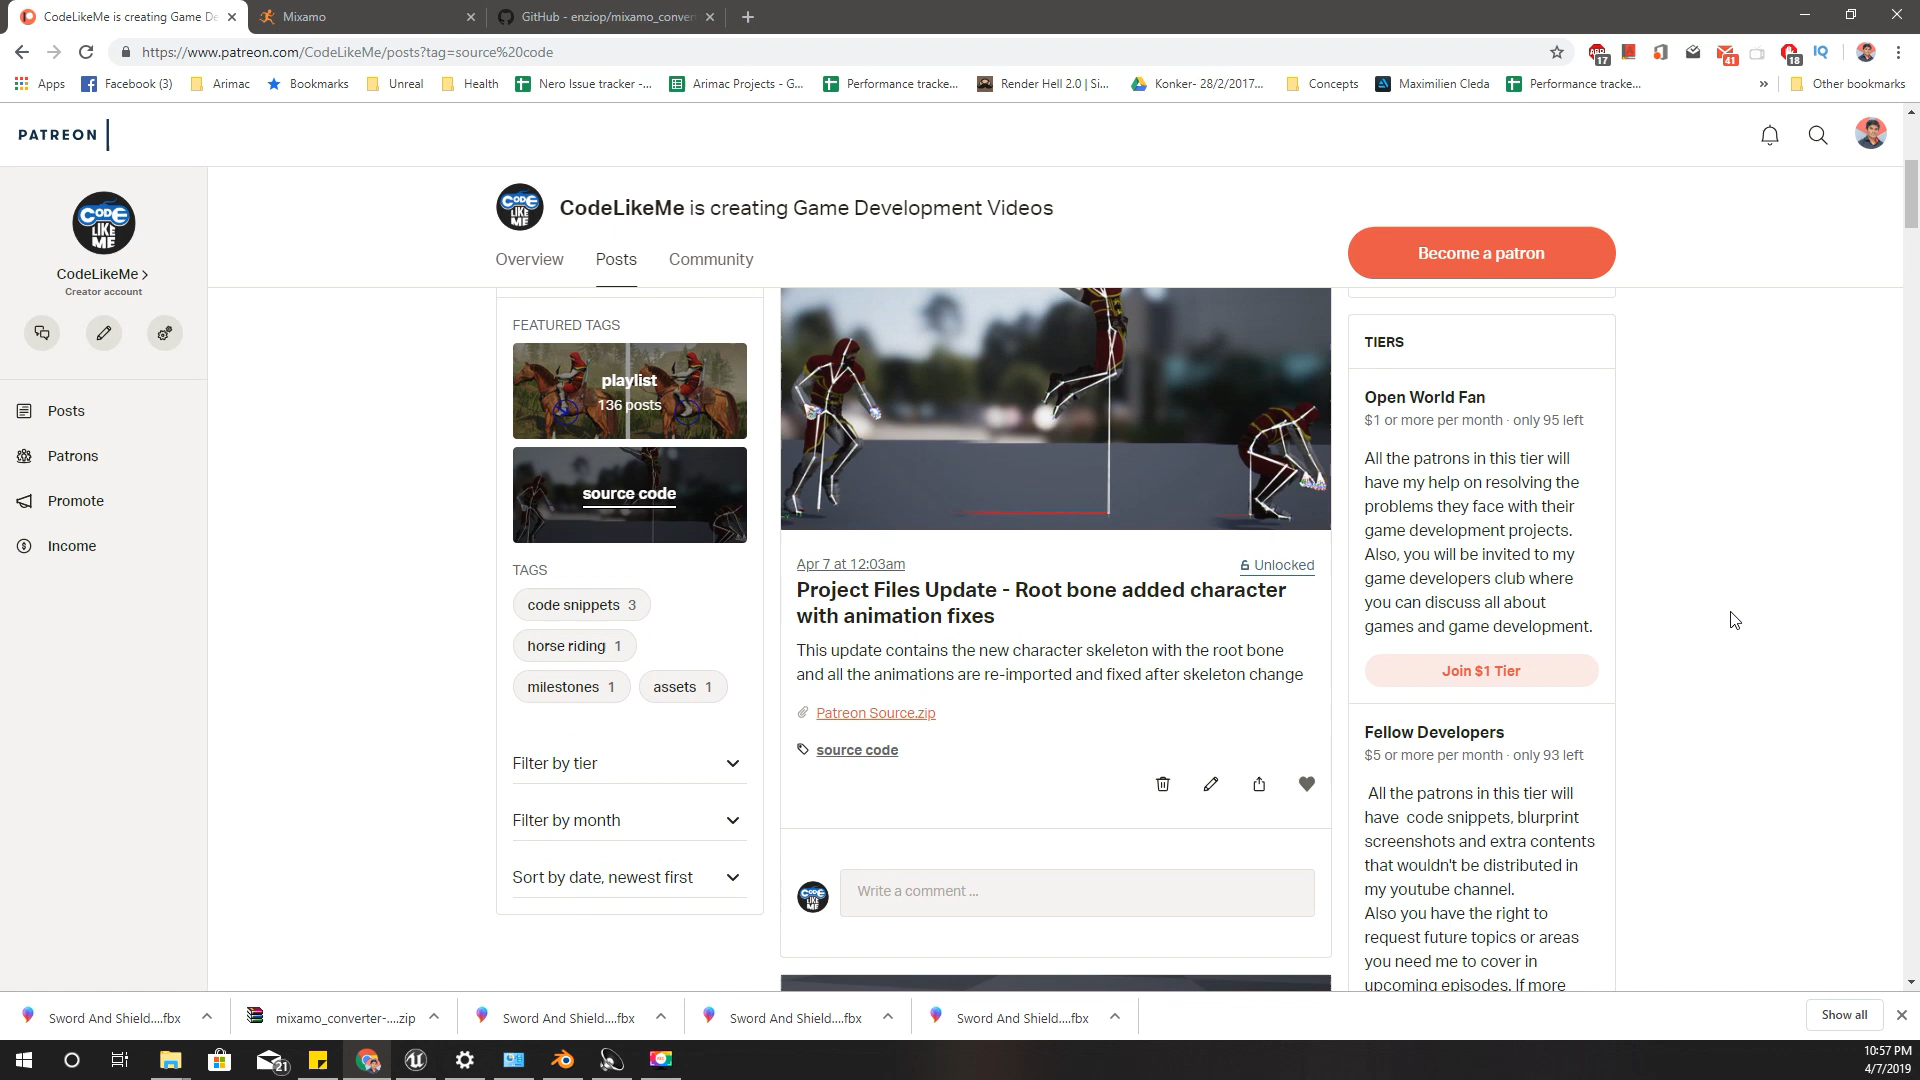 CodeLikeMe is creating Game De
Mixamo
GitHub - enziop/mixamo_conver
https://www.patreon.com/CodeLikeMe/posts?tag=source%20code
17
41
18
IQ
Apps
Facebook (3)
Arimac
Bookmarks
Unreal
Health
Nero Issue tracker -...
Arimac Projects - G...
Performance tracke...
Render Hell 2.0 | Si...
Konker- 28/2/2017...
Concepts
Maximilien Cleda
Performance tracke...
»
Other bookmarks
PATREON
CODE
LIKE
ME
CodeLikeMe >
Creator account
Posts
Patrons
Promote
Income
CODE
LIKE
ME
CodeLikeMe is creating Game Development Videos
Overview
Posts
Community
Become a patron
FEATURED TAGS
playlist
136 posts
source code
TAGS
code snippets 3
horse riding 1
milestones 1
assets 1
Filter by tier
Filter by month
Sort by date, newest first
Apr 7 at 12:03am
Unlocked
Project Files Update - Root bone added character
with animation fixes
This update contains the new character skeleton with the root bone
and all the animations are re-imported and fixed after skeleton change
Patreon Source.zip
source code
CODE
LIKE
ME
Write a comment ...
TIERS
Open World Fan
$1 or more per month · only 95 left
All the patrons in this tier will
have my help on resolving the
problems they face with their
game development projects.
Also, you will be invited to my
game developers club where
you can discuss all about
games and game development.
Join $1 Tier
Fellow Developers
$5 or more per month · only 93 left
All the patrons in this tier will
have code snippets, blurprint
screenshots and extra contents
that wouldn't be distributed in
my youtube channel.
Also you have the right to
request future topics or areas
you need me to cover in
upcoming episodes. If more
Sword And Shield....fbx
mixamo_converter-....zip
Sword And Shield....fbx
Sword And Shield....fbx
Sword And Shield....fbx
Show all
21
10:57 PM
4/7/2019